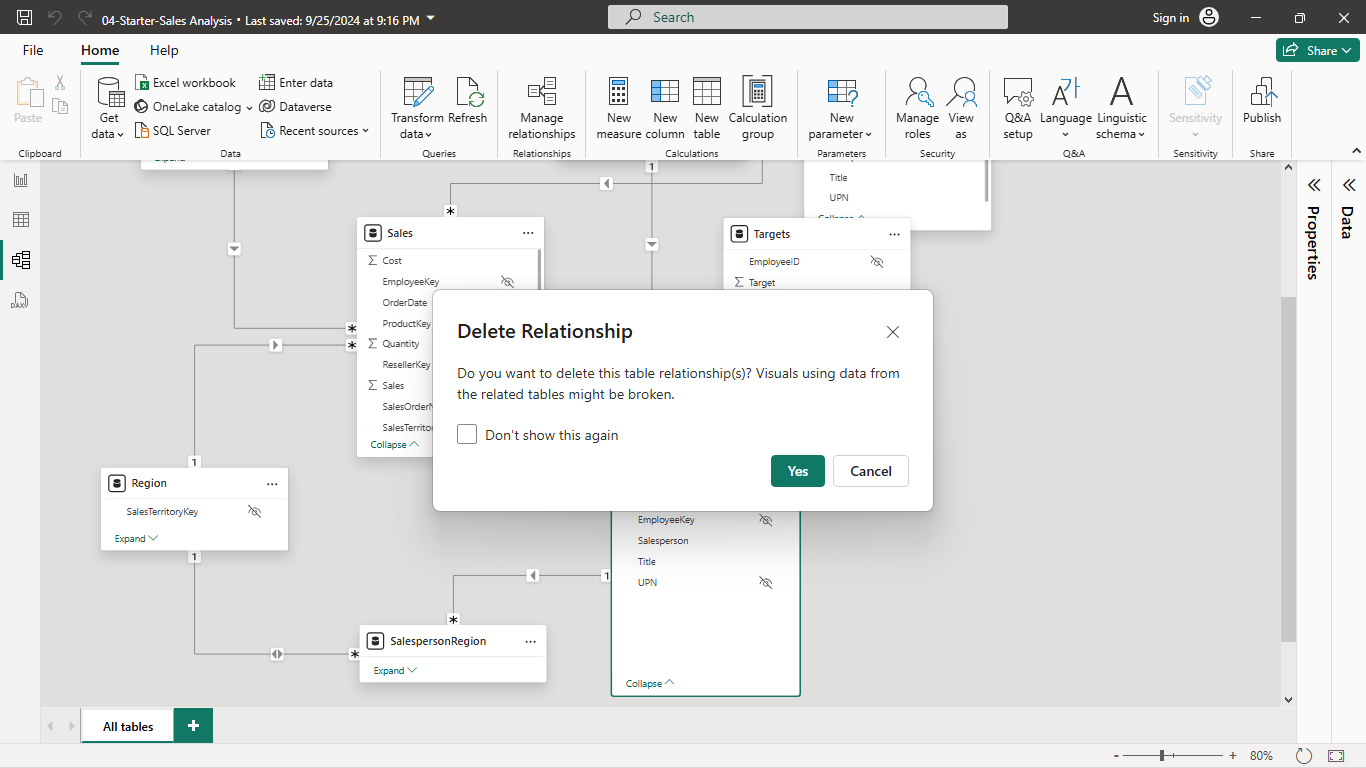 04-Starter-Sales Analysis • Last saved: 9/25/2024 at 9:16 PM
Search
Sign in
File
Home
Help
Share
Paste
Clipboard
Get data
Excel workbook
OneLake catalog
SQL Server
Enter data
Dataverse
Recent sources
Data
Transform data
Refresh
Queries
Manage relationships
Relationships
New measure
New column
New table
Calculation group
Calculations
New parameter
Parameters
Manage roles
View as
Security
Q&A setup
Language
Linguistic schema
Q&A
Sensitivity
Sensitivity
Publish
Share
Title
UPN
Collapse
1
*
Sales
Cost
EmployeeKey
OrderDate
ProductKey
Quantity
ResellerKey
Sales
Collapse
*
*
Targets
EmployeeID
Target
Delete Relationship
Do you want to delete this table relationship(s)? Visuals using data from
the related tables might be broken.
Don't show this again
Yes
Cancel
1
Region
SalesTerritoryKey
Expand
1
EmployeeKey
Salesperson
Title
UPN
Collapse
1
*
*
SalespersonRegion
Expand
Properties
Data
All tables
+
-
+
80%